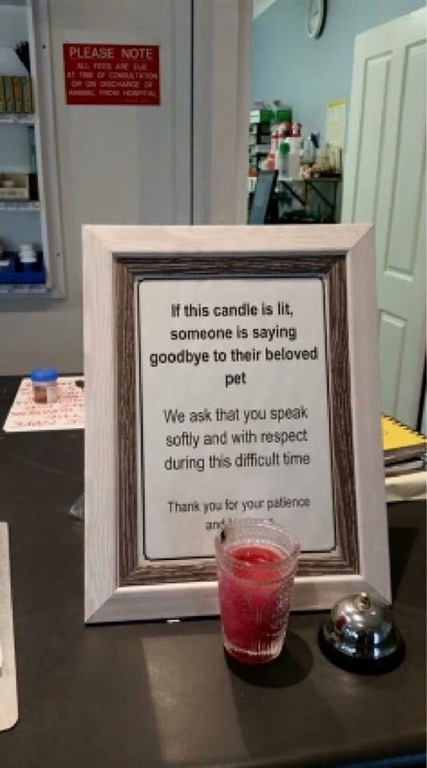 PLEASE NOTE
ALL FEES ARE DUE
AT TIME OF CONSULTATION
OR ON DISCHARGE OF
ANIMAL FROM HOSPITAL
If this candle is lit,
someone is saying
goodbye to their beloved
pet
We ask that you speak
softly and with respect
during this difficult time
Thank you for your patience
and